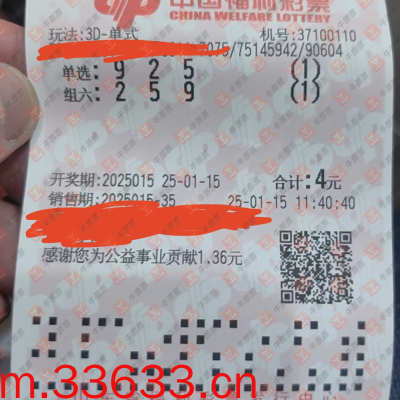 中国福利彩票
CHINA WELFARE LOTTERY
玩法:3D-单式
机号:37100110
/75145942/90604
单选: 9 2 5 (1)
组六: 2 5 9 (1)
开奖期:2025015 25-01-15 合计:4元
销售期:2025015-35 25-01-15 11:40:40
感谢您为公益事业贡献1.36元
m.33633.cn